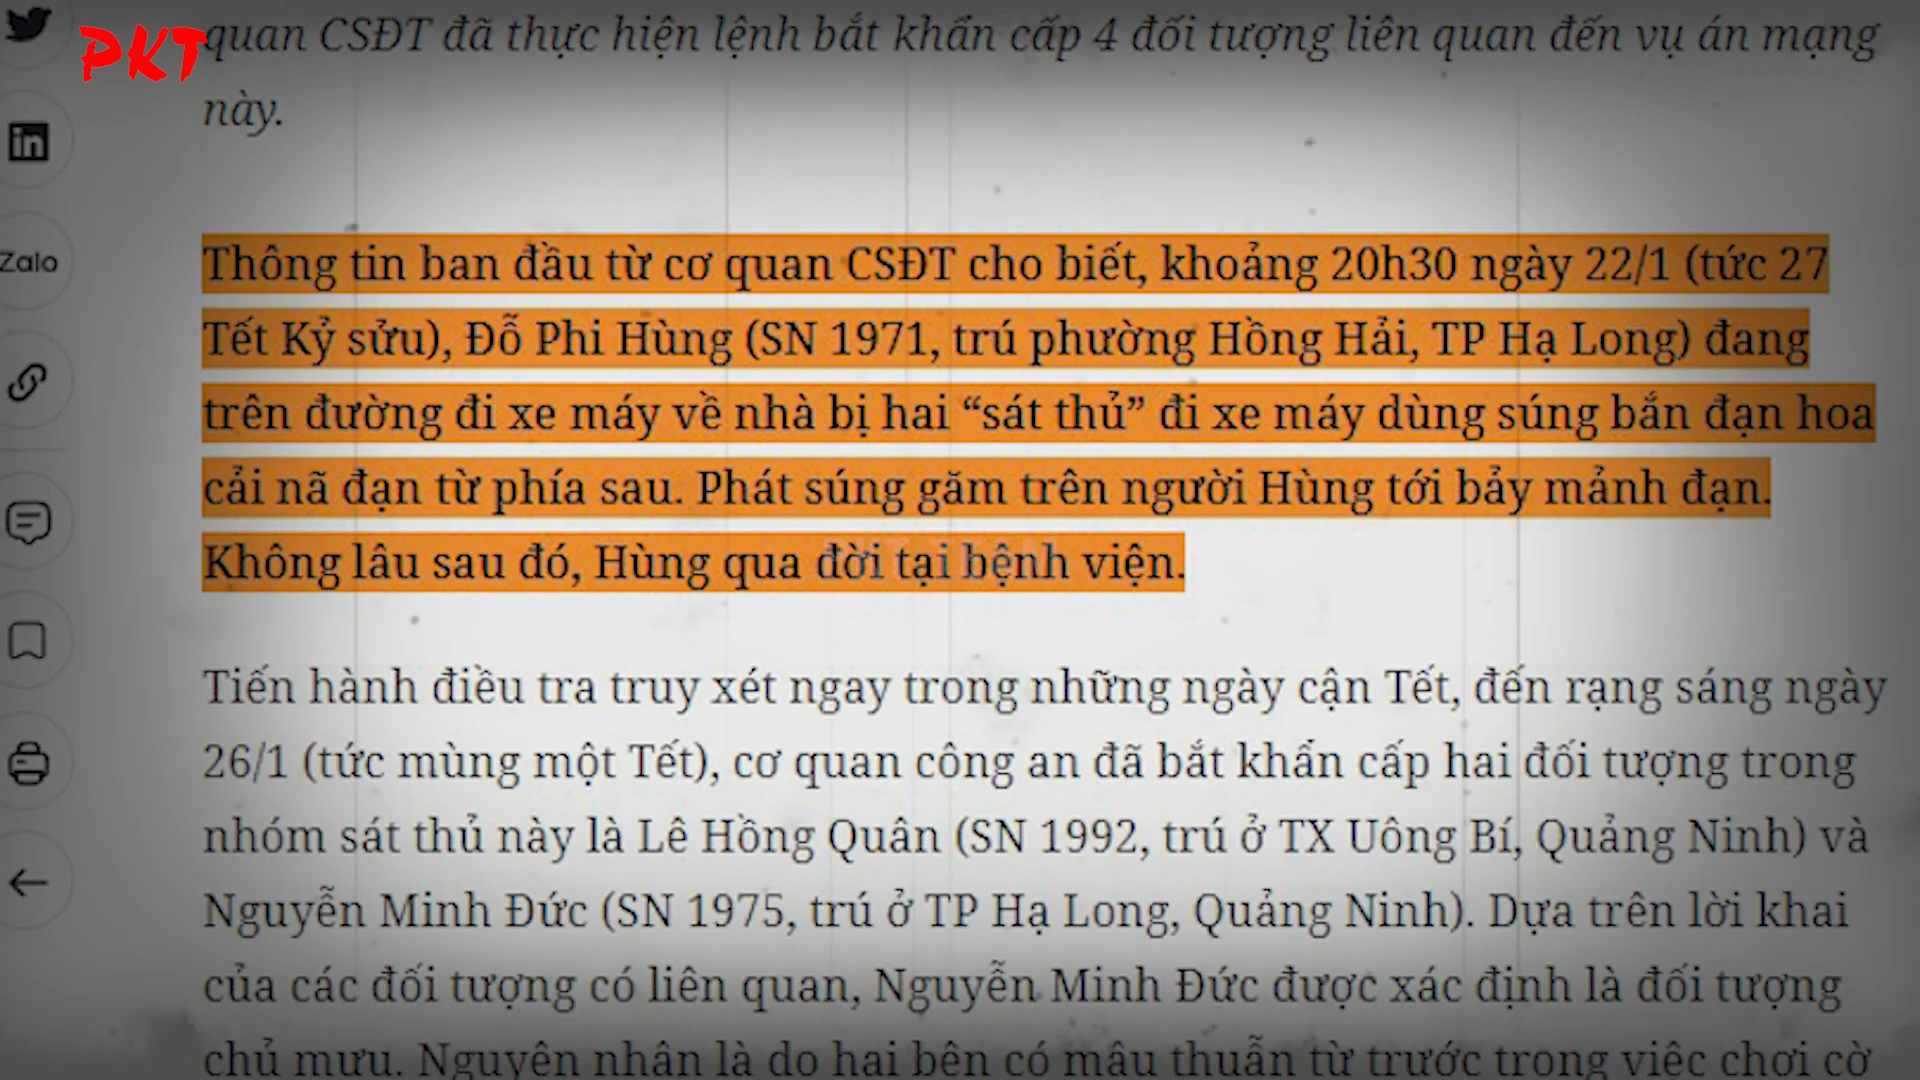 PKT
quan CSĐT đã thực hiện lệnh bắt khẩn cấp 4 đối tượng liên quan đến vụ án mạng
này.
Zalo
Thông tin ban đầu từ cơ quan CSĐT cho biết, khoảng 20h30 ngày 22/1 (tức 27
Tết Kỷ sửu), Đỗ Phi Hùng (SN 1971, trú phường Hồng Hải, TP Hạ Long) đang
trên đường đi xe máy về nhà bị hai “sát thủ” đi xe máy dùng súng bắn đạn hoa
cải nã đạn từ phía sau. Phát súng găm trên người Hùng tới bảy mảnh đạn.
Không lâu sau đó, Hùng qua đời tại bệnh viện.
Tiến hành điều tra truy xét ngay trong những ngày cận Tết, đến rạng sáng ngày
26/1 (tức mùng một Tết), cơ quan công an đã bắt khẩn cấp hai đối tượng trong
nhóm sát thủ này là Lê Hồng Quân (SN 1992, trú ở TX Uông Bí, Quảng Ninh) và
Nguyễn Minh Đức (SN 1975, trú ở TP Hạ Long, Quảng Ninh). Dựa trên lời khai
của các đối tượng có liên quan, Nguyễn Minh Đức được xác định là đối tượng
chủ mưu. Nguyên nhân là do hai bên có mâu thuẫn từ trước trong việc chơi cờ